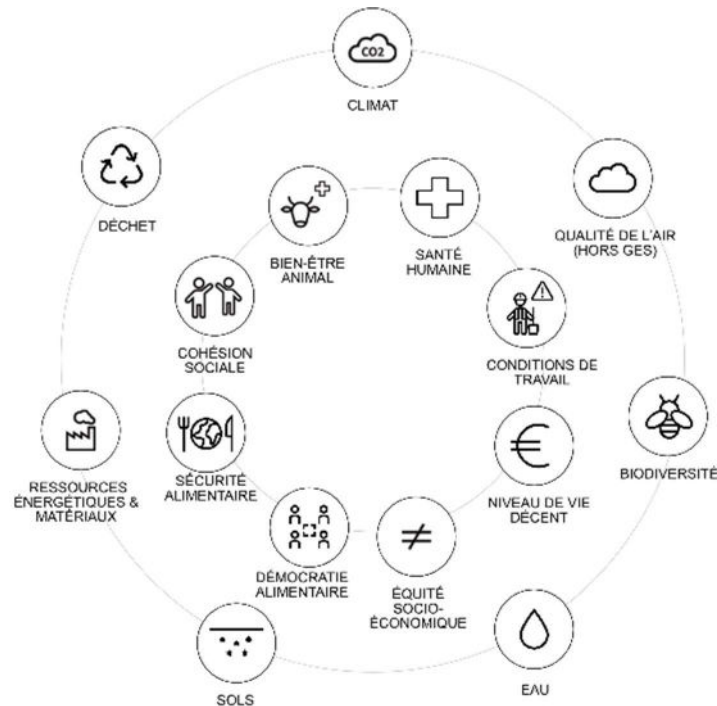 CO2
CLIMAT
DÉCHET
QUALITÉ DE L'AIR
(HORS GES)
BIEN-ÊTRE
ANIMAL
SANTÉ
HUMAINE
COHÉSION
SOCIALE
CONDITIONS DE
TRAVAIL
RESSOURCES
ÉNERGÉTIQUES &
MATÉRIAUX
SÉCURITÉ
ALIMENTAIRE
NIVEAU DE VIE
DÉCENT
BIODIVERSITÉ
DÉMOCRATIE
ALIMENTAIRE
ÉQUITÉ
SOCIO-
ÉCONOMIQUE
SOLS
EAU